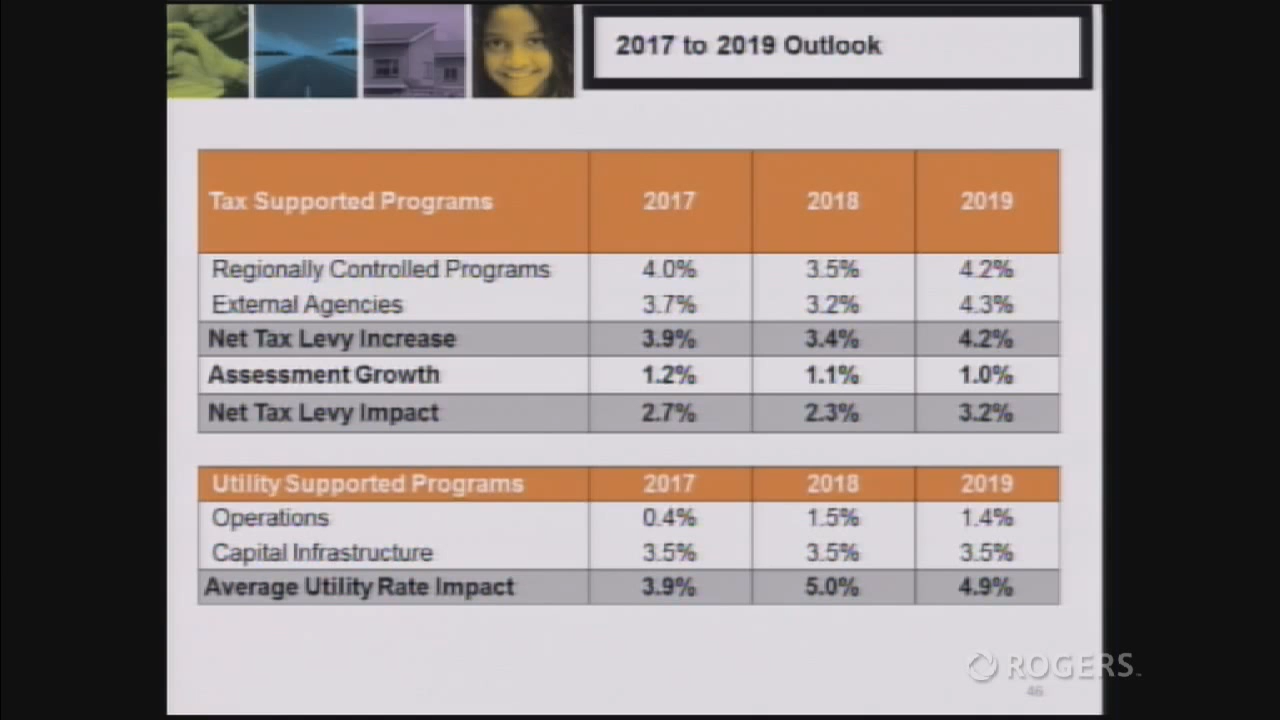 2017 to 2019 Outlook
Tax Supported Programs 2017 2018 2019
Regionally Controlled Programs 4.0% 3.5% 4.2%
External Agencies 3.7% 3.2% 4.3%
Net Tax Levy Increase 3.9% 3.4% 4.2%
Assessment Growth 1.2% 1.1% 1.0%
Net Tax Levy Impact 2.7% 2.3% 3.2%
Utility Supported Programs 2017 2018 2019
Operations 0.4% 1.5% 1.4%
Capital Infrastructure 3.5% 3.5% 3.5%
Average Utility Rate Impact 3.9% 5.0% 4.9%
ROGERS™
46